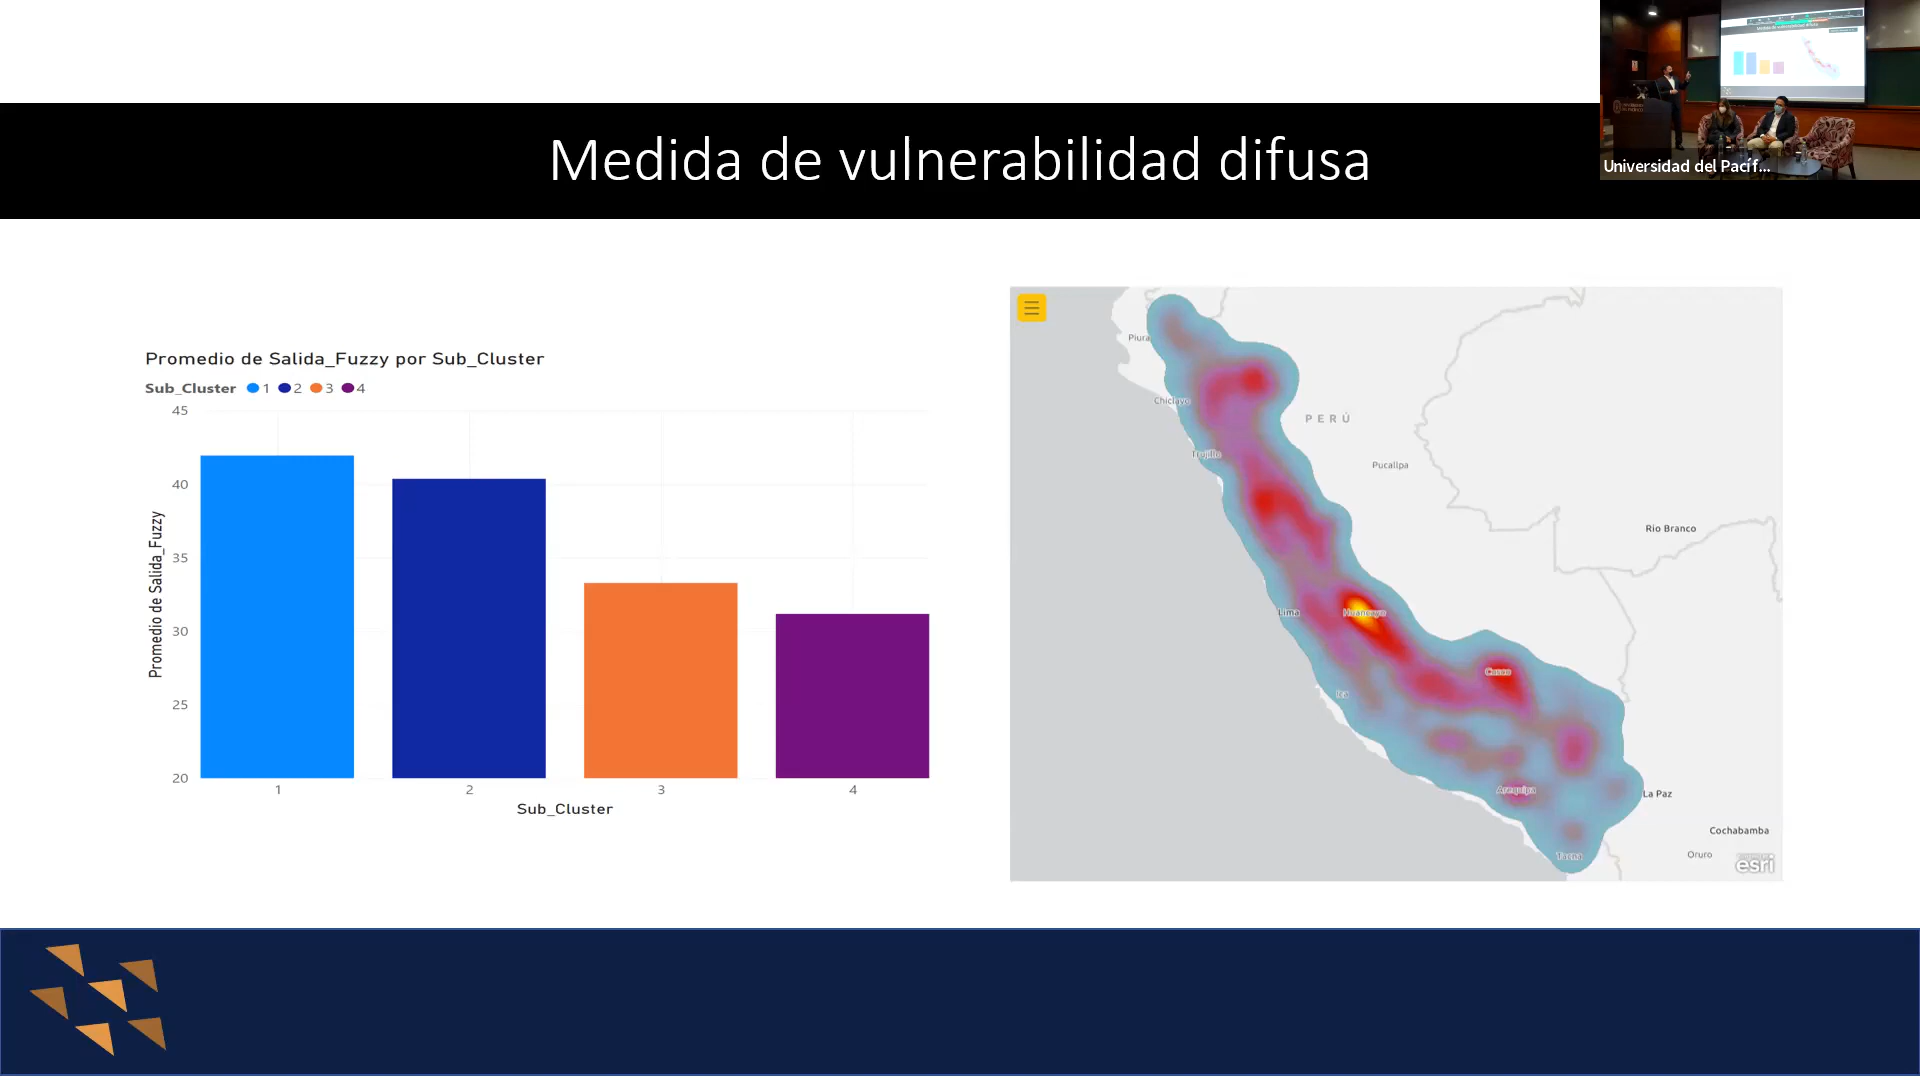 Medida de vulnerabilidad difusa
Universidad del Pacíf...
Promedio de Salida_Fuzzy por Sub_Cluster
Sub_Cluster 1 2 3 4
45
40
35
30
25
20
Promedio de Salida_Fuzzy
1 2 3 4
Sub_Cluster
Piura
Chiclayo
PERÚ
Trujillo
Pucallpa
Rio Branco
Lima
Huancayo
Cusco
Ica
Arequipa
La Paz
Cochabamba
Oruro
Tacna
esri